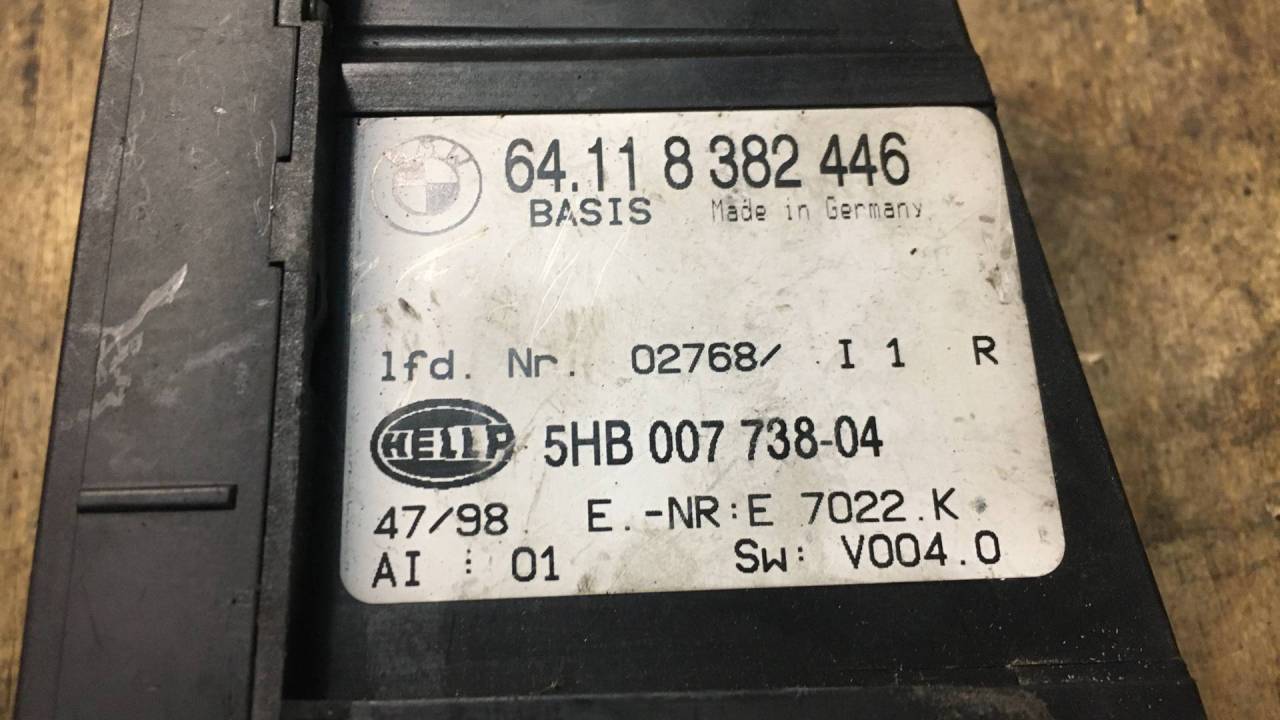 64.11 8 382 446
BASIS Made in Germany
lfd. Nr. 02768/ I 1 R
HELLA 5HB 007 738-04
47/98 E.-NR:E 7022.K
AI : 01 Sw: V004.0